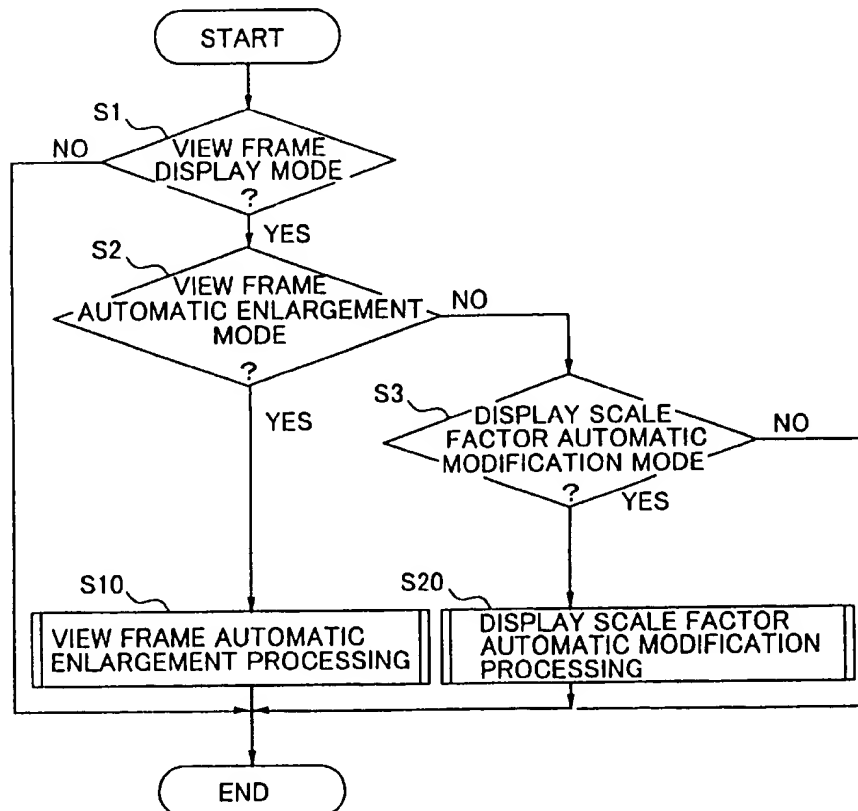 START
S1
NO
VIEW FRAME
DISPLAY MODE
?
YES
S2
VIEW FRAME
AUTOMATIC ENLARGEMENT
MODE
?
NO
YES
S3
DISPLAY SCALE
FACTOR AUTOMATIC
MODIFICATION MODE
?
NO
YES
S10
VIEW FRAME AUTOMATIC
ENLARGEMENT PROCESSING
S20
DISPLAY SCALE FACTOR
AUTOMATIC MODIFICATION
PROCESSING
END